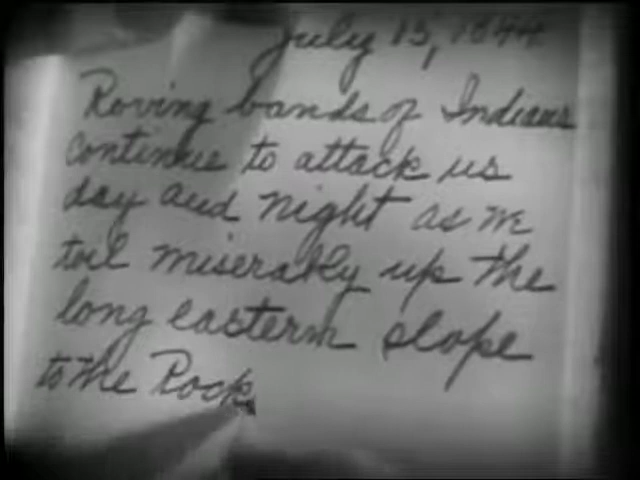 July 15, 1844
Roving bands of Indians
continue to attack us
day and night as we
toil miserably up the
long eastern slope
to the Rock